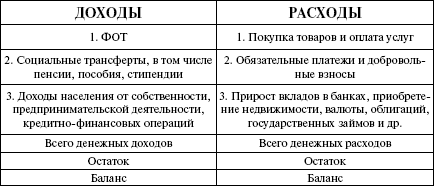 ДОХОДЫ
РАСХОДЫ
1. ФОТ
1. Покупка товаров и оплата услуг
2. Социальные трансферты, в том числе
пенсии, пособия, стипендии
2. Обязательные платежи и доброволь-
ные взносы
3. Доходы населения от собственности,
предпринимательской деятельности,
кредитно-финансовых операций
3. Прирост вкладов в банках, приобрете-
ние недвижимости, валюты, облигаций,
государственных займов и др.
Всего денежных доходов
Всего денежных расходов
Остаток
Остаток
Баланс
Баланс